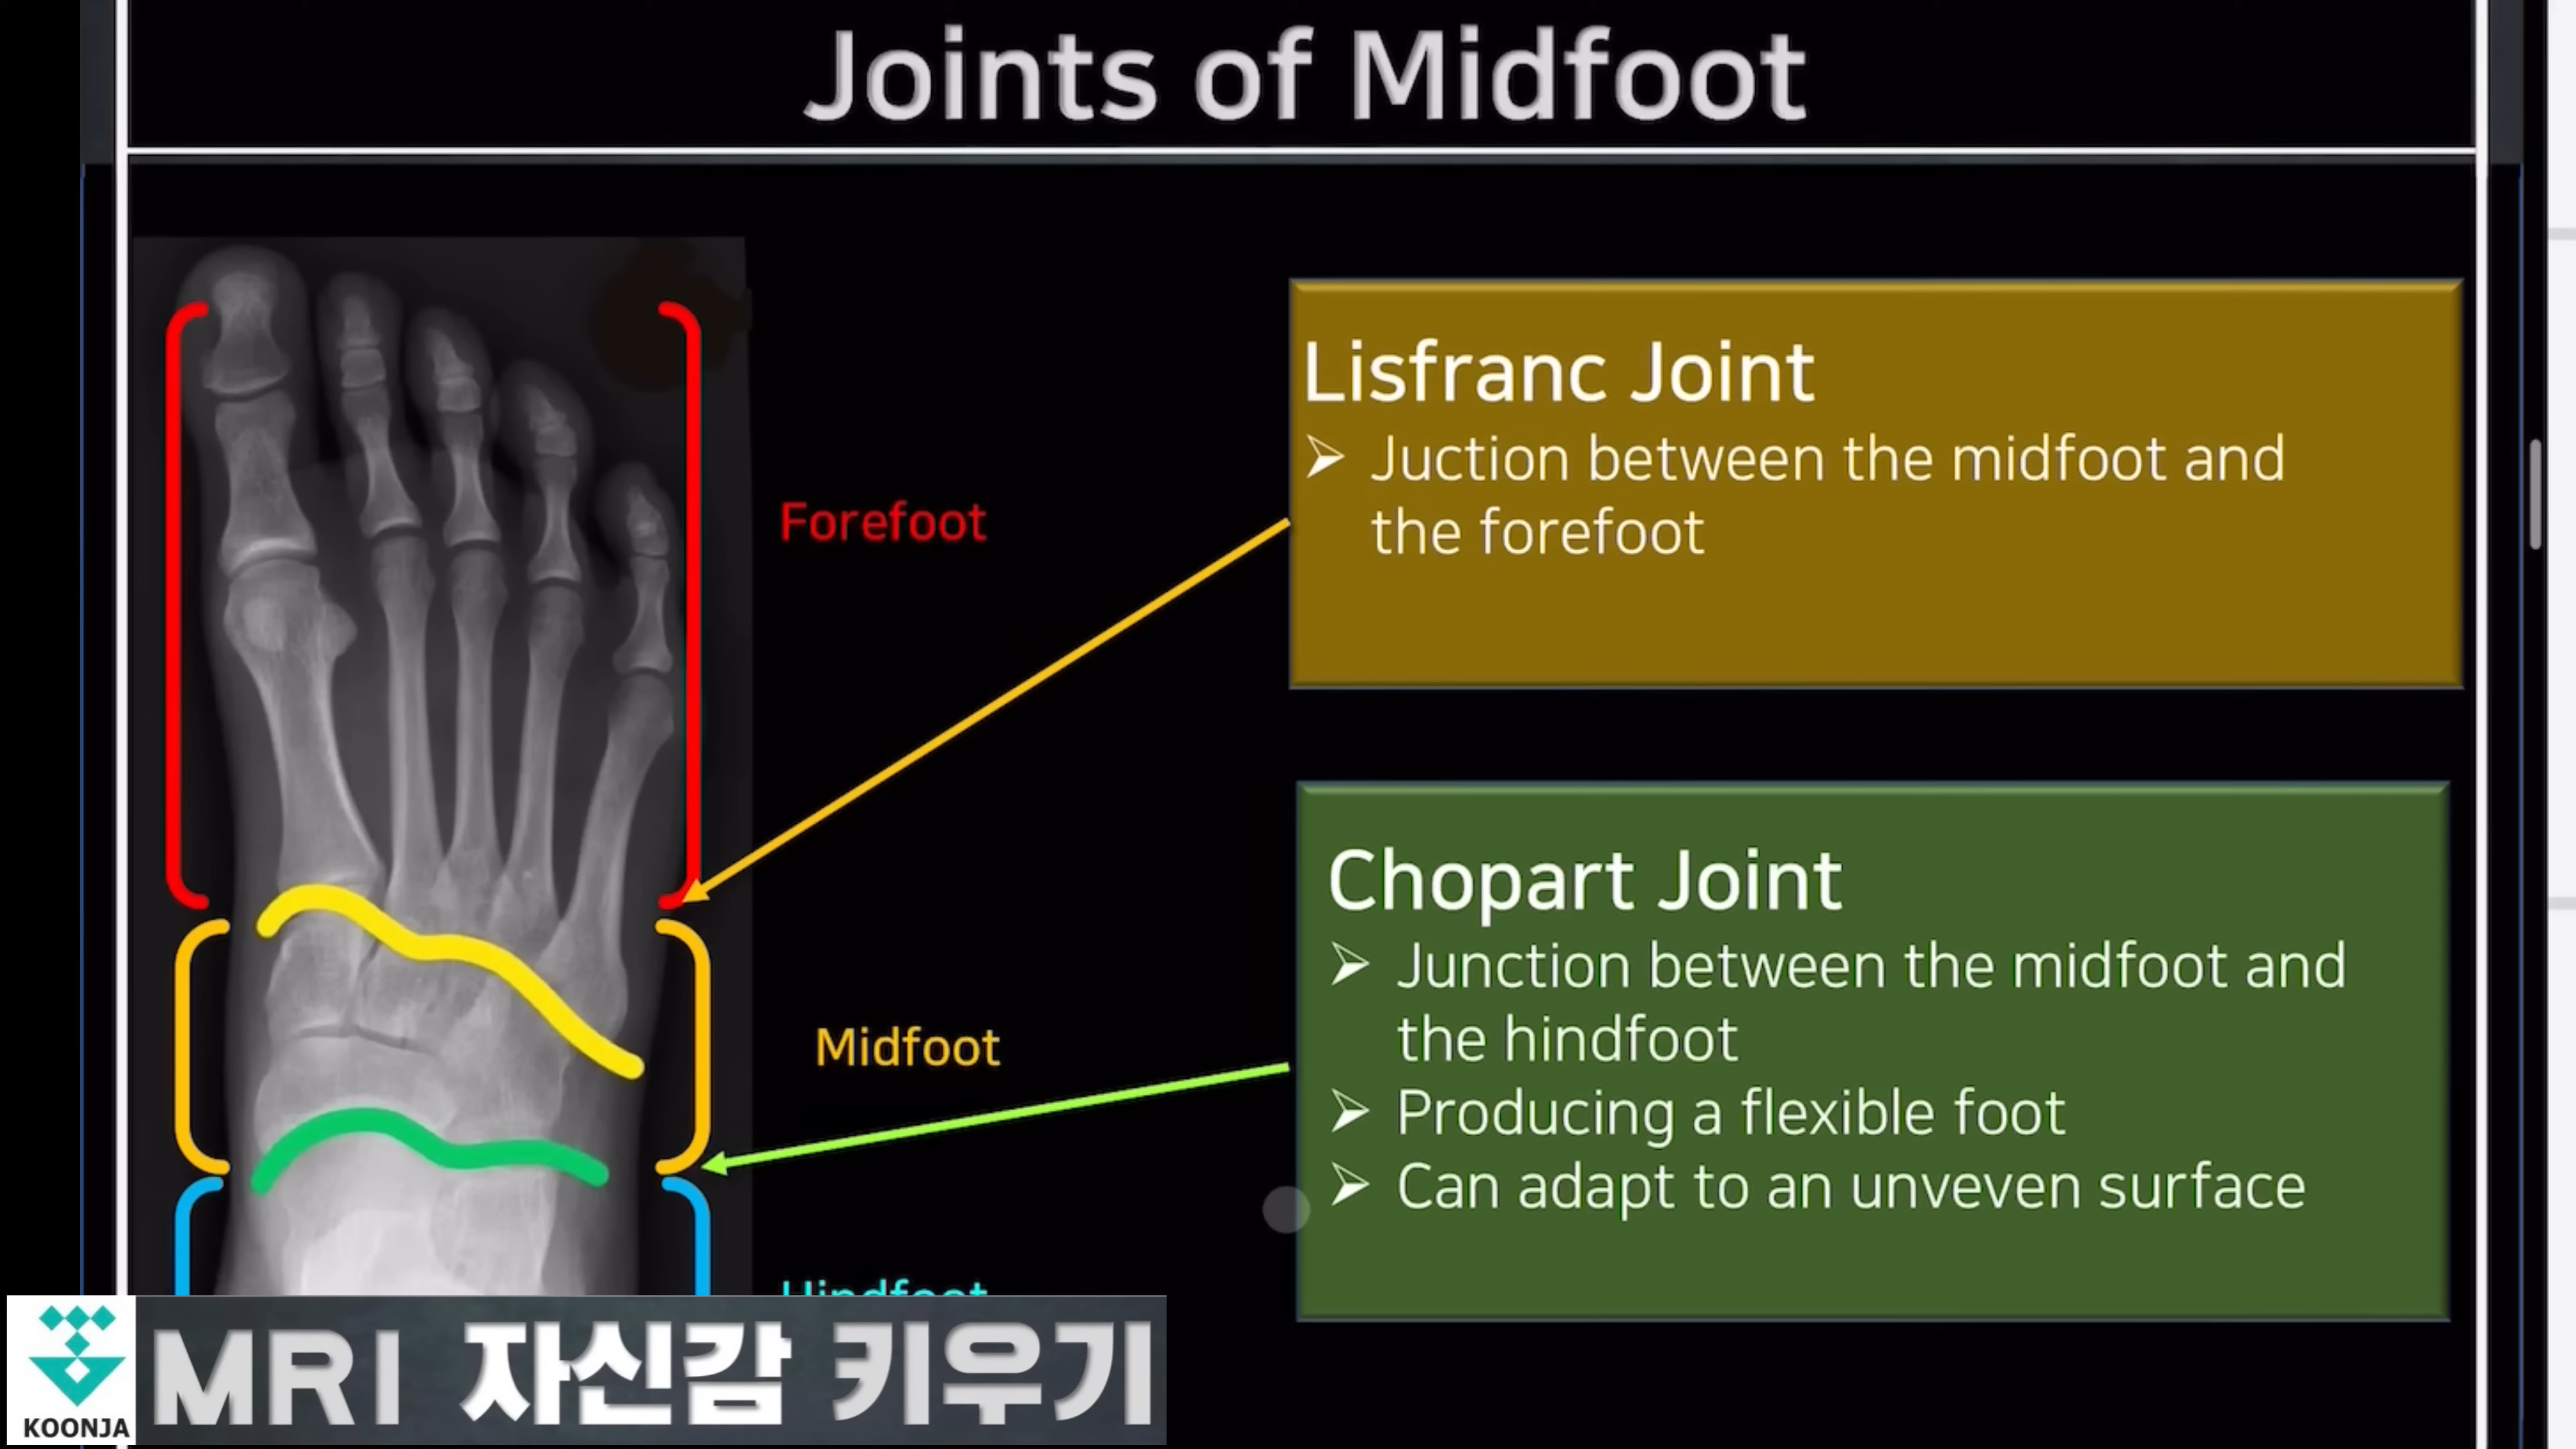 Joints of Midfoot
Forefoot
Midfoot
Hindfoot
Lisfranc Joint
➢ Juction between the midfoot and
the forefoot
Chopart Joint
➢ Junction between the midfoot and
the hindfoot
➢ Producing a flexible foot
➢ Can adapt to an unveven surface
KOONJA
MRI 자신감 키우기